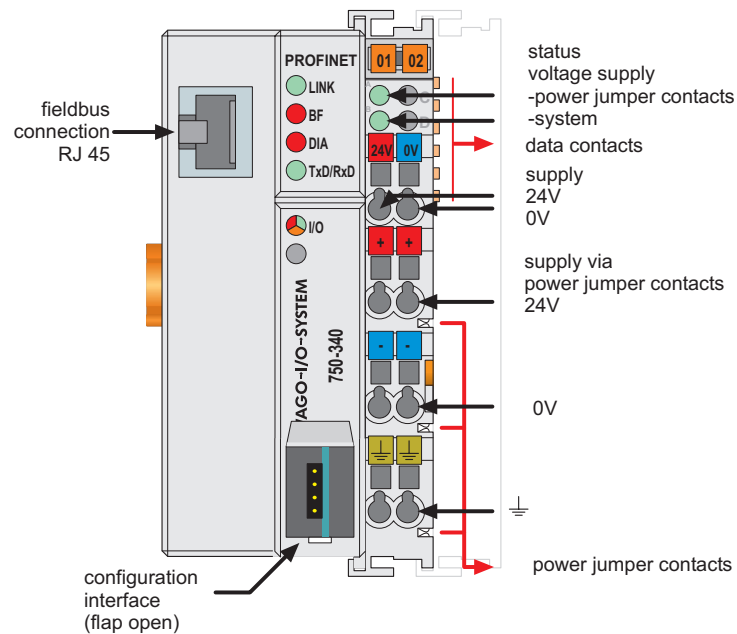 PROFINET
LINK
BF
DIA
TxD/RxD
I/O
WAGO-I/O-SYSTEM
750-340
01 02
A
B
C
D
24V 0V
+ +
- -
fieldbus
connection
RJ 45
status
voltage supply
-power jumper contacts
-system
data contacts
supply
24V
0V
supply via
power jumper contacts
24V
0V
power jumper contacts
configuration
interface
(flap open)